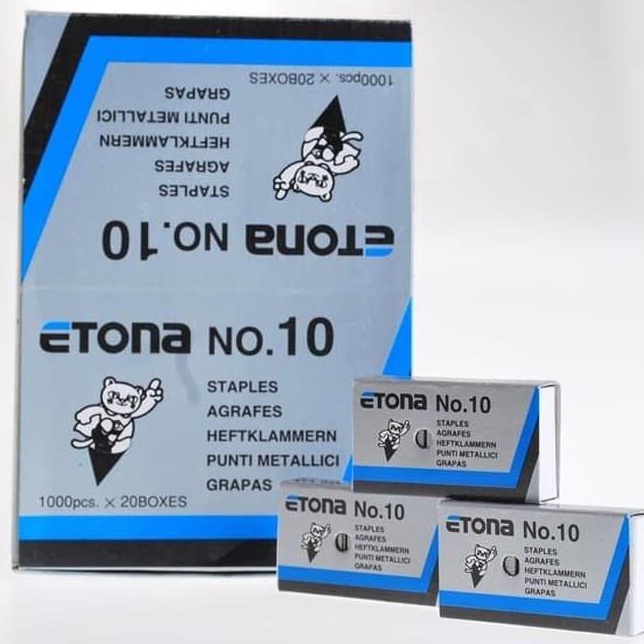 1000pcs. × 20BOXES
GRAPAS
PUNTI METALLICI
HEFTKLAMMERN
AGRAFES
STAPLES
ETONA NO.10
ETONA NO.10
STAPLES
AGRAFES
HEFTKLAMMERN
PUNTI METALLICI
GRAPAS
1000pcs. × 20BOXES
ETONA No.10
STAPLES
AGRAFES
HEFTKLAMMERN
PUNTI METALLICI
GRAPAS
ETONA No.10
STAPLES
AGRAFES
HEFTKLAMMERN
PUNTI METALLICI
GRAPAS
ETONA No.10
STAPLES
AGRAFES
HEFTKLAMMERN
PUNTI METALLICI
GRAPAS